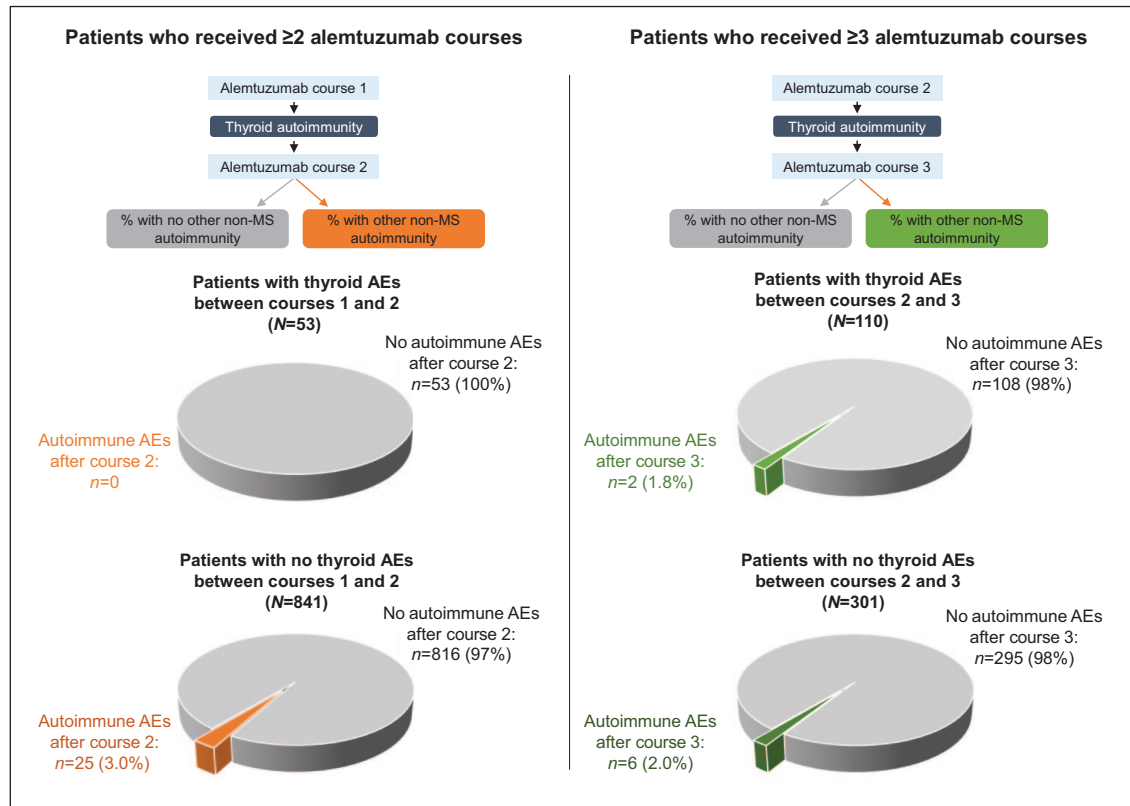 Patients who received ≥2 alemtuzumab courses
Alemtuzumab course 1
Thyroid autoimmunity
Alemtuzumab course 2
% with no other non-MS
autoimmunity
% with other non-MS
autoimmunity
Patients with thyroid AEs
between courses 1 and 2
(N=53)
No autoimmune AEs
after course 2:
n=53 (100%)
Autoimmune AEs
after course 2:
n=0
Patients with no thyroid AEs
between courses 1 and 2
(N=841)
No autoimmune AEs
after course 2:
n=816 (97%)
Autoimmune AEs
after course 2:
n=25 (3.0%)
Patients who received ≥3 alemtuzumab courses
Alemtuzumab course 2
Thyroid autoimmunity
Alemtuzumab course 3
% with no other non-MS
autoimmunity
% with other non-MS
autoimmunity
Patients with thyroid AEs
between courses 2 and 3
(N=110)
No autoimmune AEs
after course 3:
n=108 (98%)
Autoimmune AEs
after course 3:
n=2 (1.8%)
Patients with no thyroid AEs
between courses 2 and 3
(N=301)
No autoimmune AEs
after course 3:
n=295 (98%)
Autoimmune AEs
after course 3:
n=6 (2.0%)